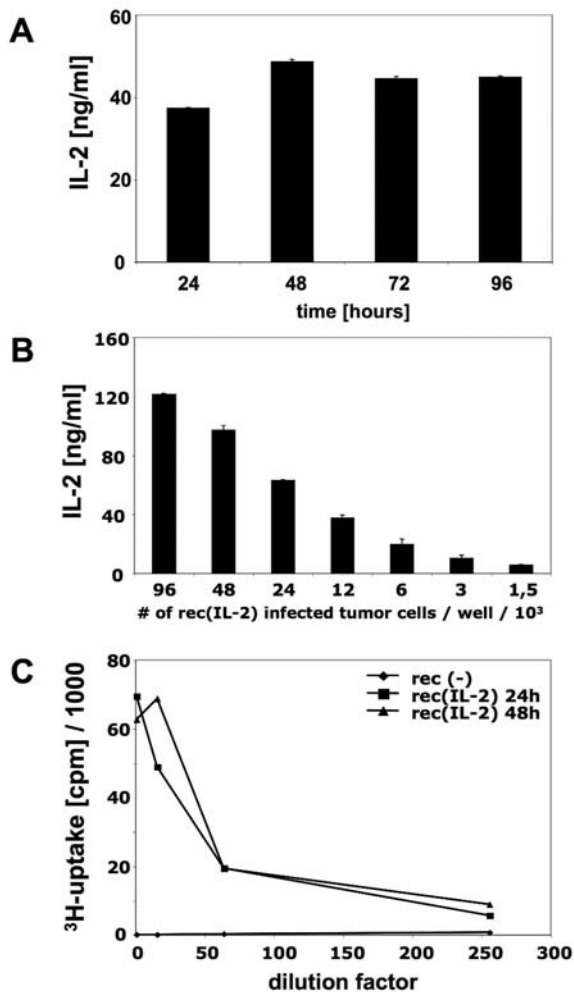 A
IL-2 [ng/ml]
60
40
20
0
24 48 72 96
time [hours]
B
IL-2 [ng/ml]
160
120
80
40
0
96 48 24 12 6 3 1,5
# of rec(IL-2) infected tumor cells / well / 10³
C
³H-uptake [cpm] / 1000
80
60
40
20
0
rec (-)
rec(IL-2) 24h
rec(IL-2) 48h
0 50 100 150 200 250 300
dilution factor